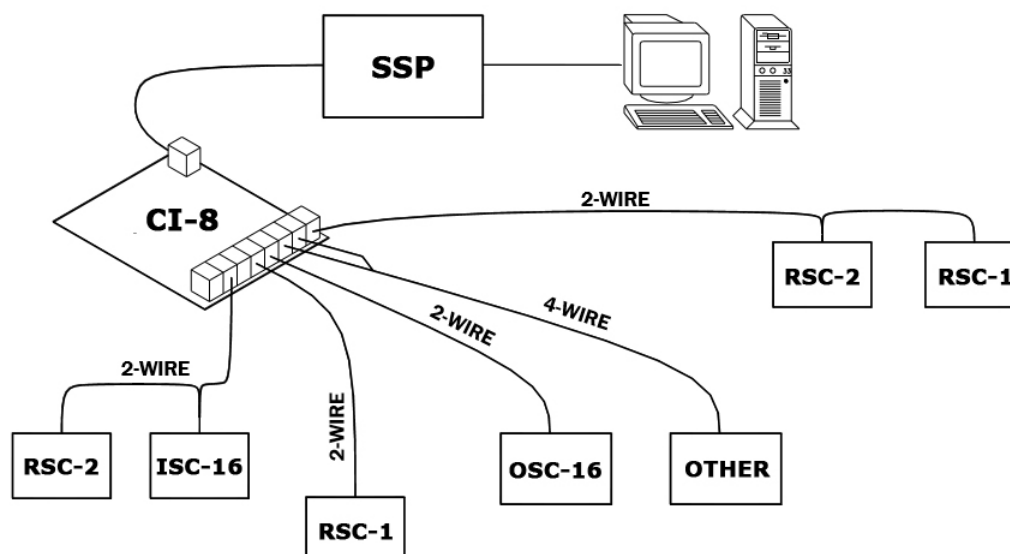 SSP
33
CI-8
2-WIRE
RSC-2
RSC-1
4-WIRE
2-WIRE
2-WIRE
2-WIRE
RSC-2
ISC-16
OSC-16
OTHER
RSC-1